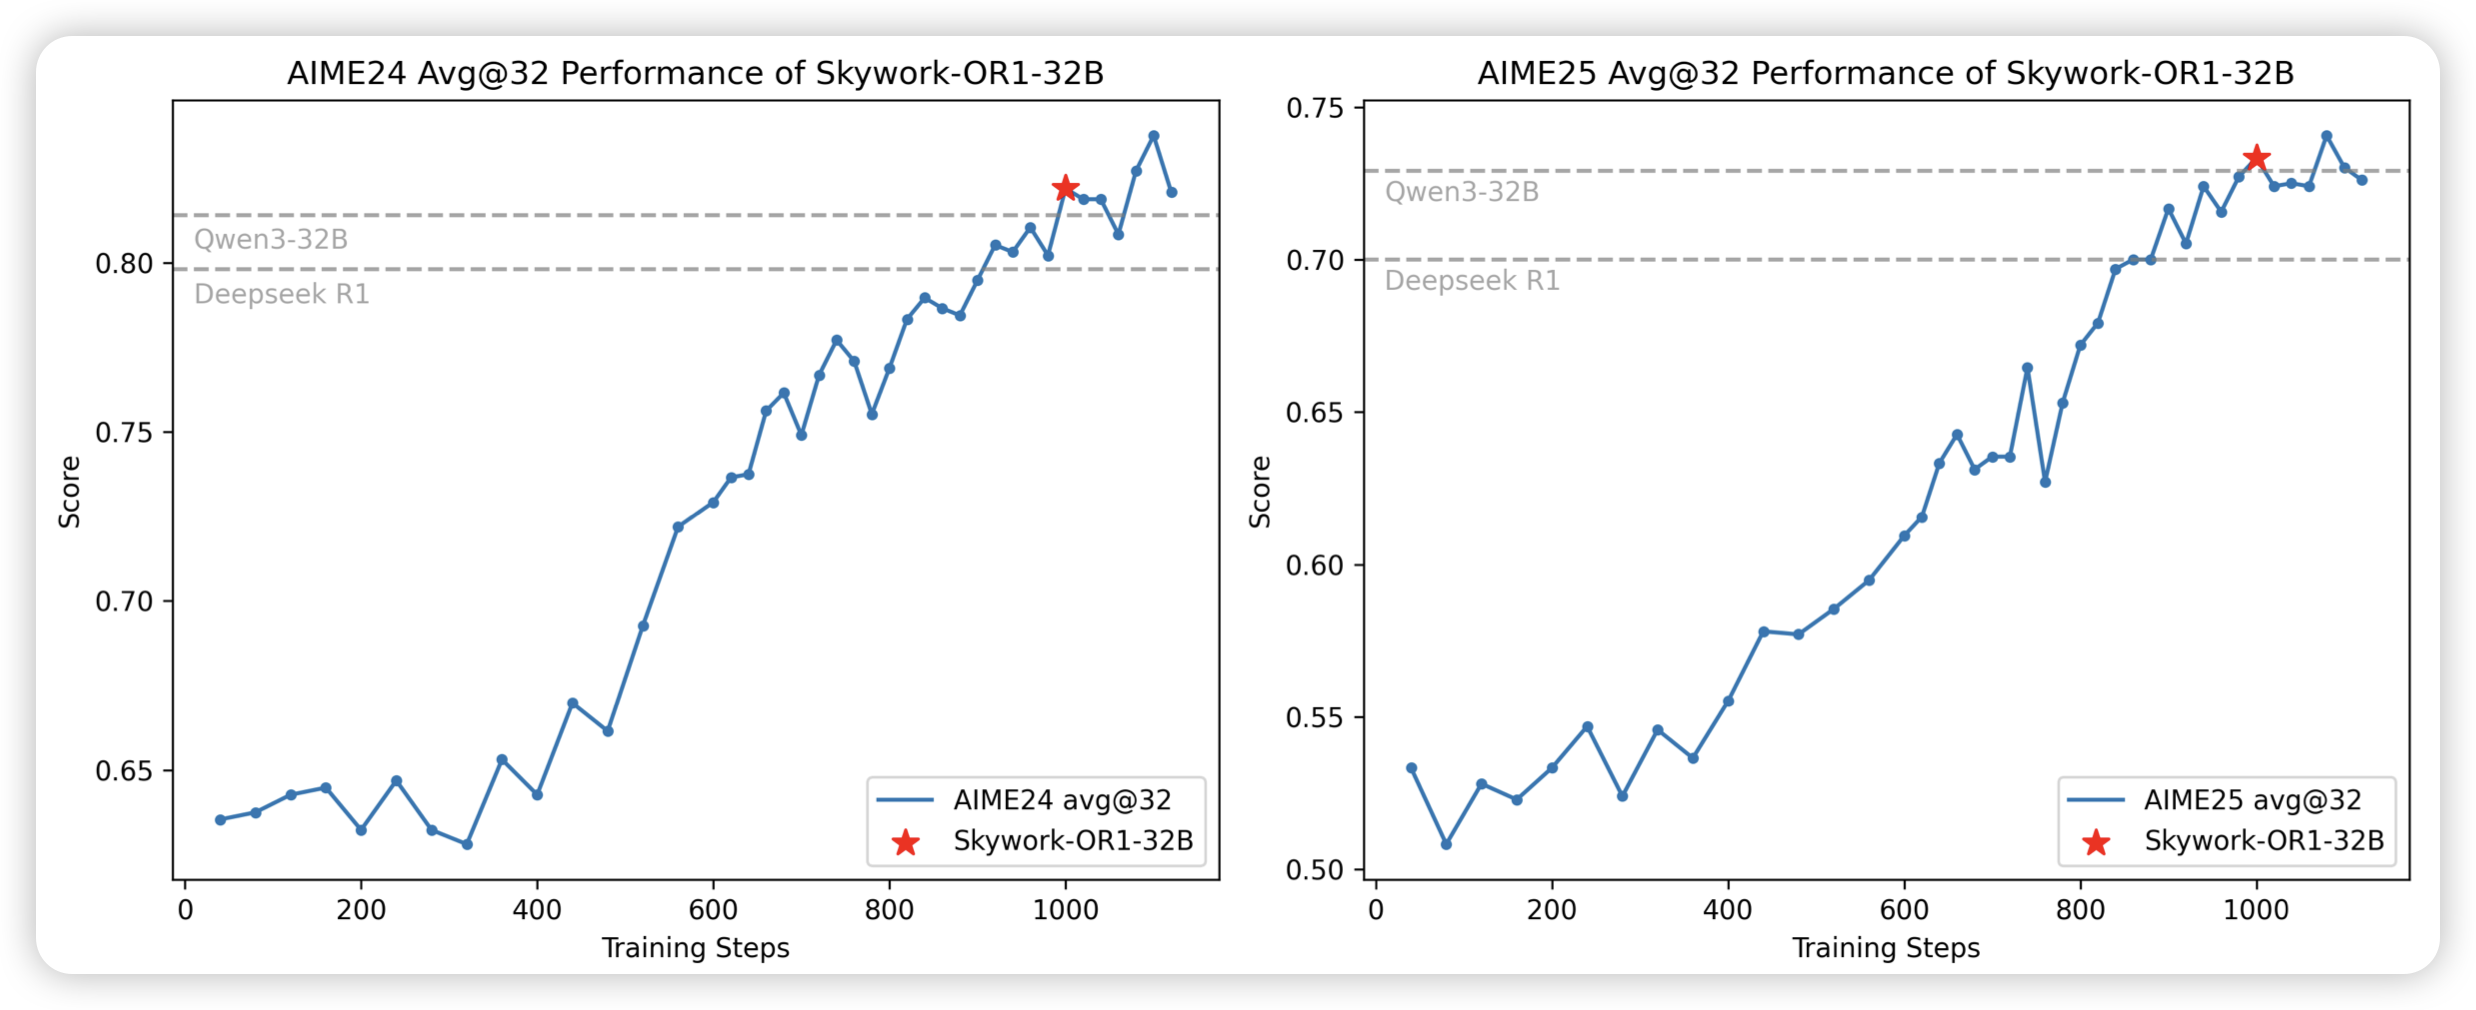 AIME24 Avg@32 Performance of Skywork-OR1-32B
Score
0.80
0.75
0.70
0.65
Qwen3-32B
Deepseek R1
AIME24 avg@32
Skywork-OR1-32B
0 200 400 600 800 1000
Training Steps
AIME25 Avg@32 Performance of Skywork-OR1-32B
Score
0.75
0.70
0.65
0.60
0.55
0.50
Qwen3-32B
Deepseek R1
AIME25 avg@32
Skywork-OR1-32B
0 200 400 600 800 1000
Training Steps